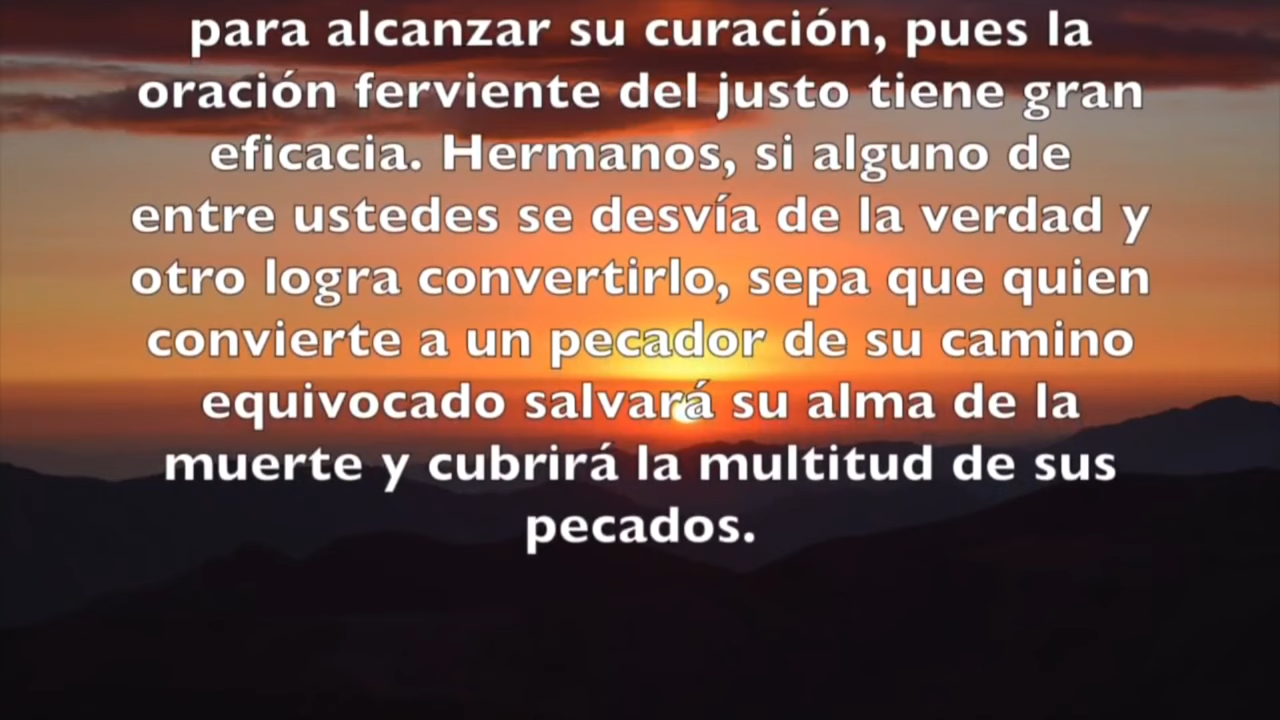 para alcanzar su curación, pues la
oración ferviente del justo tiene gran
eficacia. Hermanos, si alguno de
entre ustedes se desvía de la verdad y
otro logra convertirlo, sepa que quien
convierte a un pecador de su camino
equivocado salvará su alma de la
muerte y cubrirá la multitud de sus
pecados.